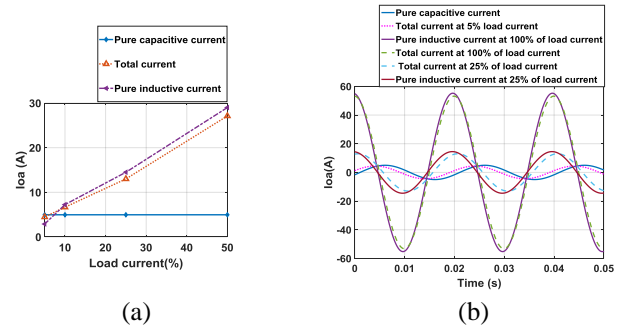 Pure capacitive current
Total current
Pure inductive current
30
20
10
0
10
20
30
40
50
Ioa (A)
Load current(%)
(a)
Pure capacitive current
Total current at 5% load current
Pure inductive current at 100% of load current
Total current at 100% of load current
Total current at 25% of load current
Pure inductive current at 25% of load current
60
40
20
0
-20
-40
-60
0
0.01
0.02
0.03
0.04
0.05
Ioa(A)
Time (s)
(b)